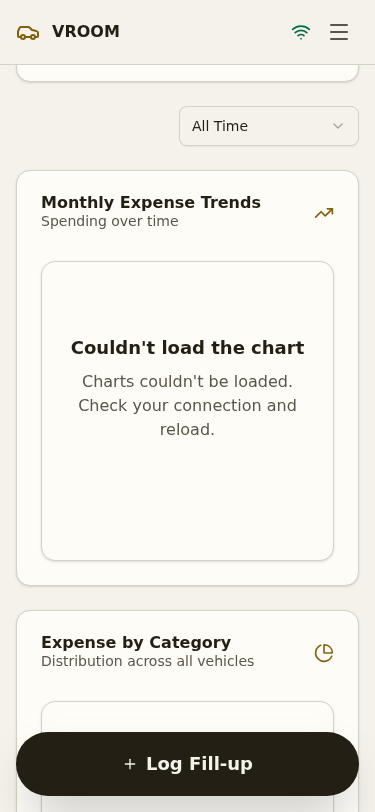 VROOM
All Time
Monthly Expense Trends
Spending over time
Couldn't load the chart
Charts couldn't be loaded.
Check your connection and
reload.
Expense by Category
Distribution across all vehicles
+ Log Fill-up